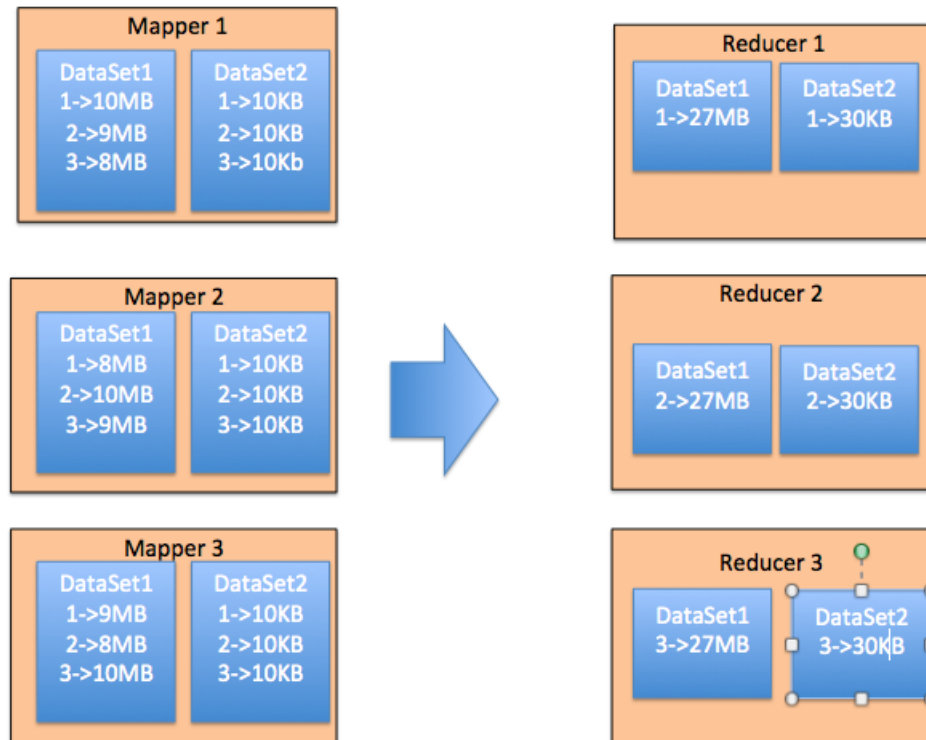 Mapper 1
DataSet1
1->10MB
2->9MB
3->8MB
DataSet2
1->10KB
2->10KB
3->10Kb
Mapper 2
DataSet1
1->8MB
2->10MB
3->9MB
DataSet2
1->10KB
2->10KB
3->10KB
Mapper 3
DataSet1
1->9MB
2->8MB
3->10MB
DataSet2
1->10KB
2->10KB
3->10KB
Reducer 1
DataSet1
1->27MB
DataSet2
1->30KB
Reducer 2
DataSet1
2->27MB
DataSet2
2->30KB
Reducer 3
DataSet1
3->27MB
DataSet2
3->30KB